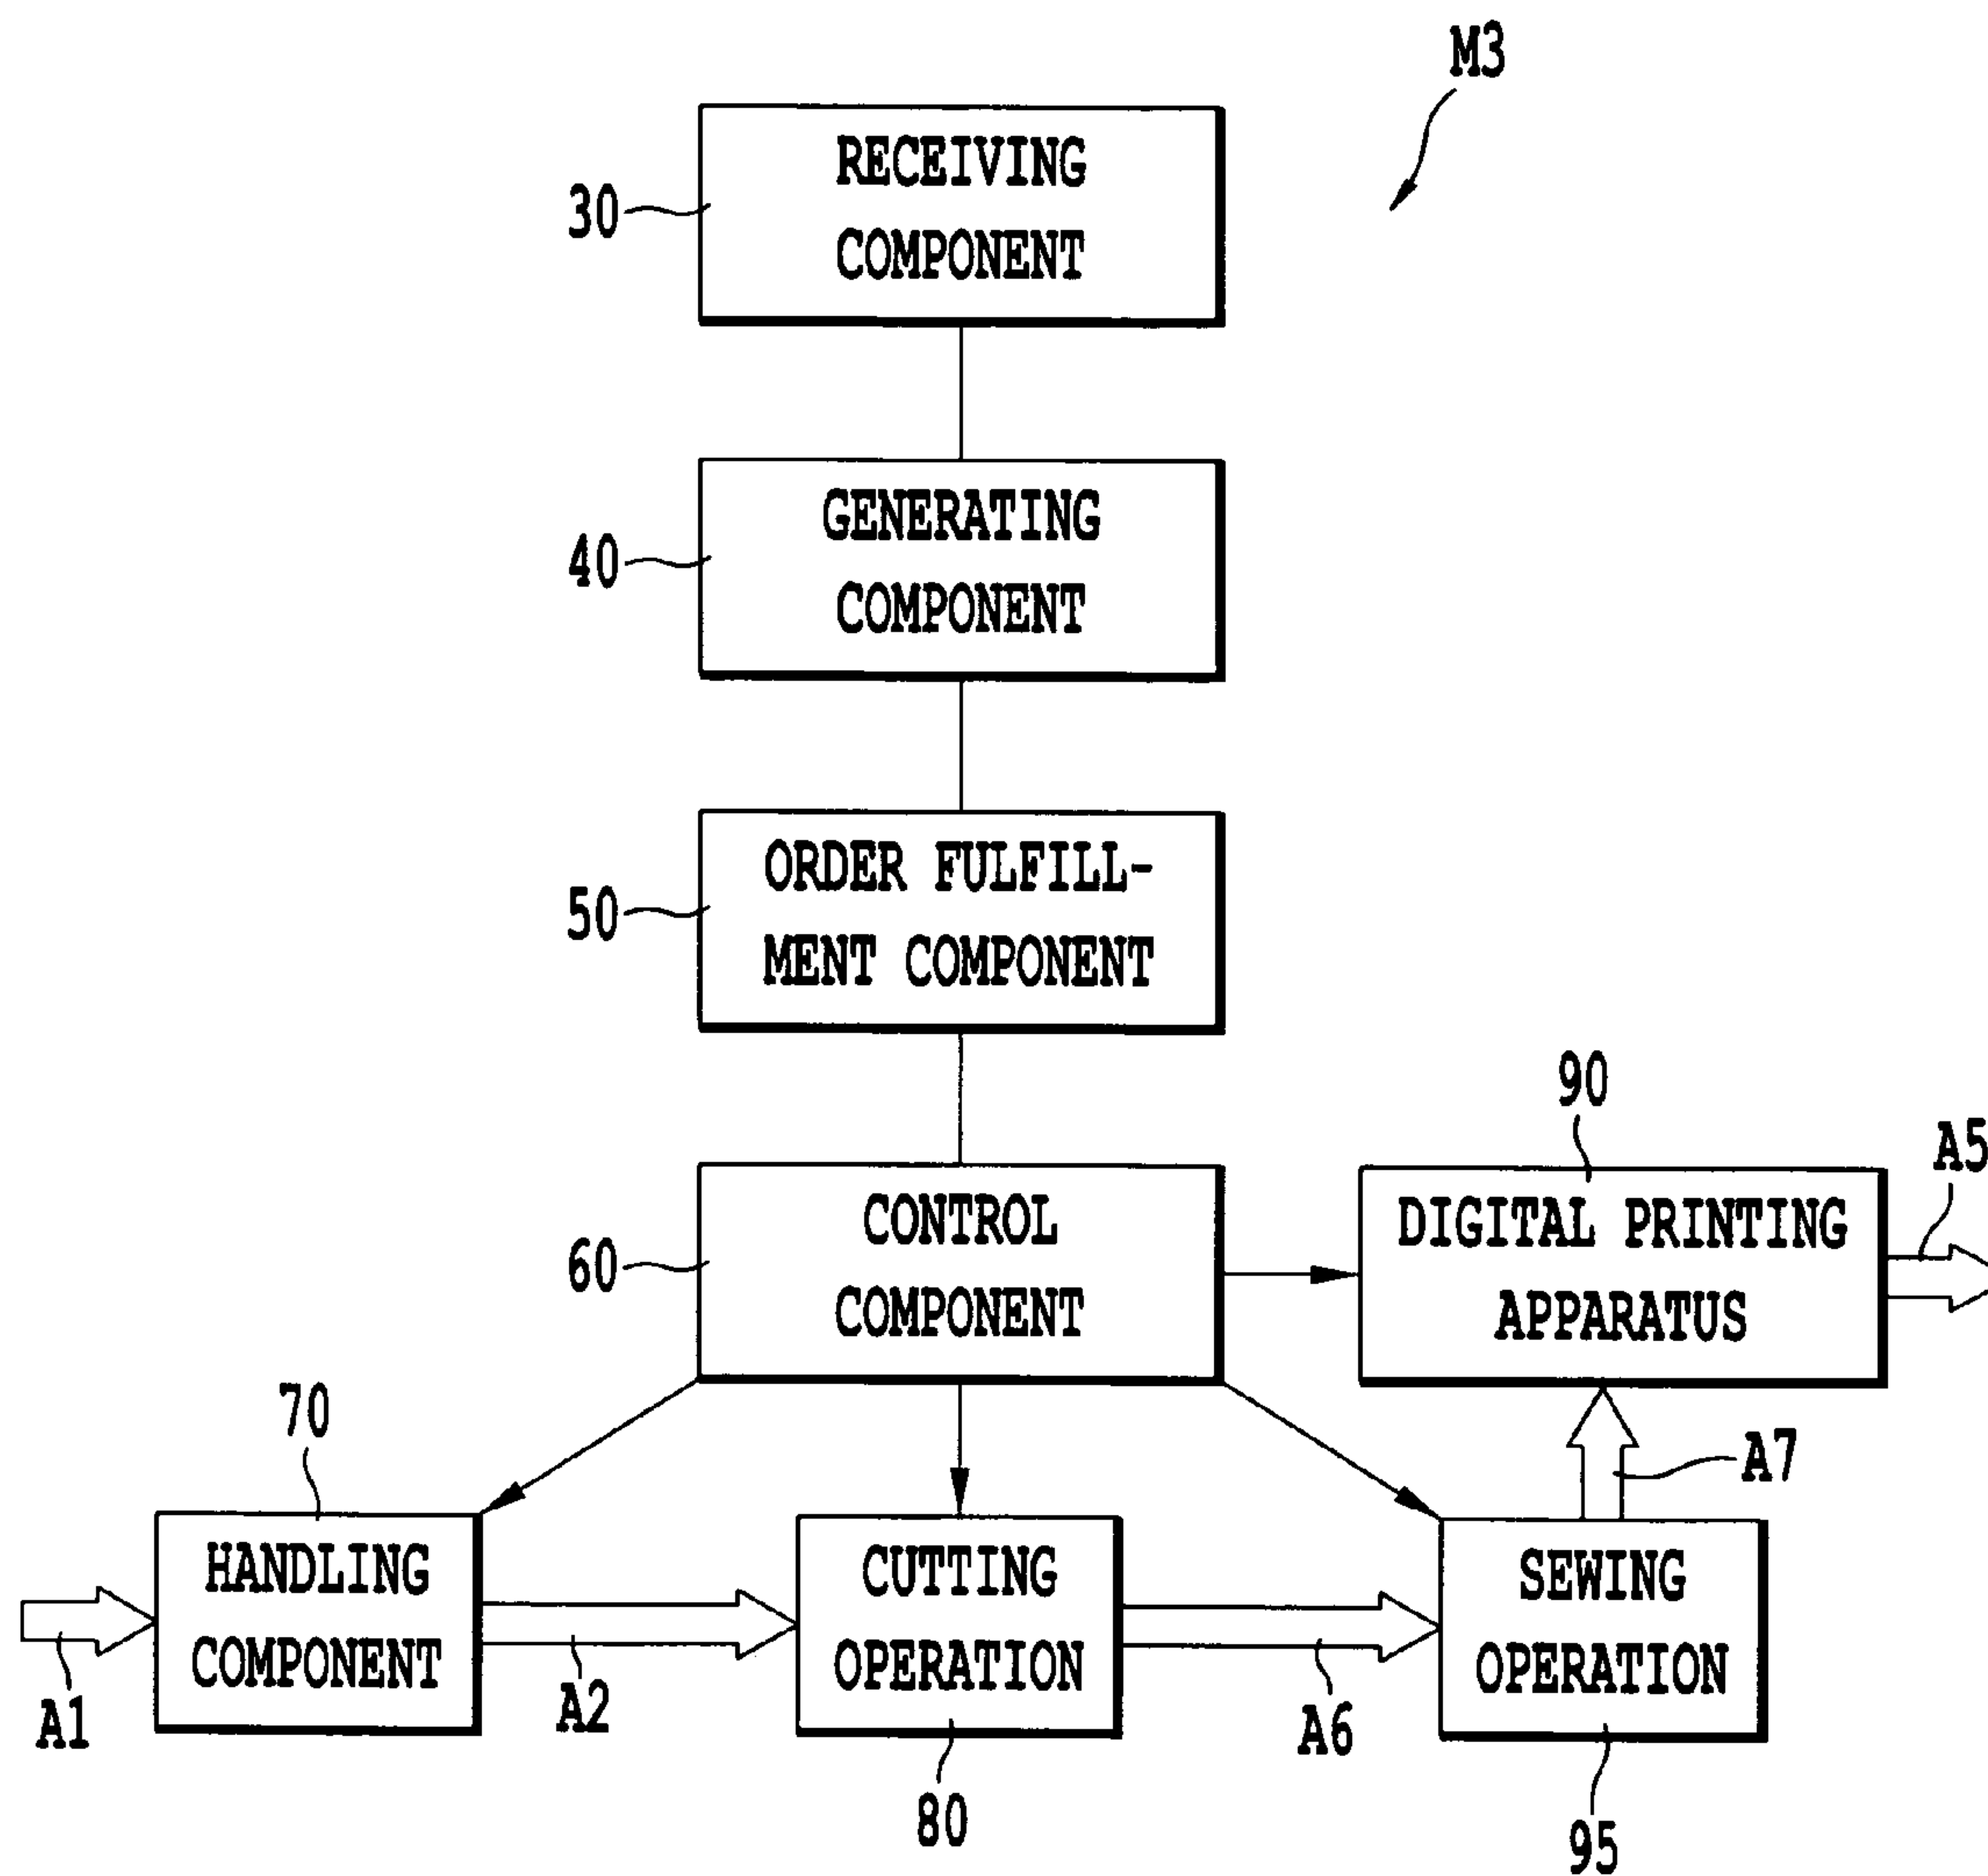 M3
RECEIVING
COMPONENT
30
GENERATING
COMPONENT
40
ORDER FULFILL-
MENT COMPONENT
50
CONTROL
COMPONENT
60
90
DIGITAL PRINTING
APPARATUS
A5
70
HANDLING
COMPONENT
A1
A2
CUTTING
OPERATION
80
A6
SEWING
OPERATION
95
A7